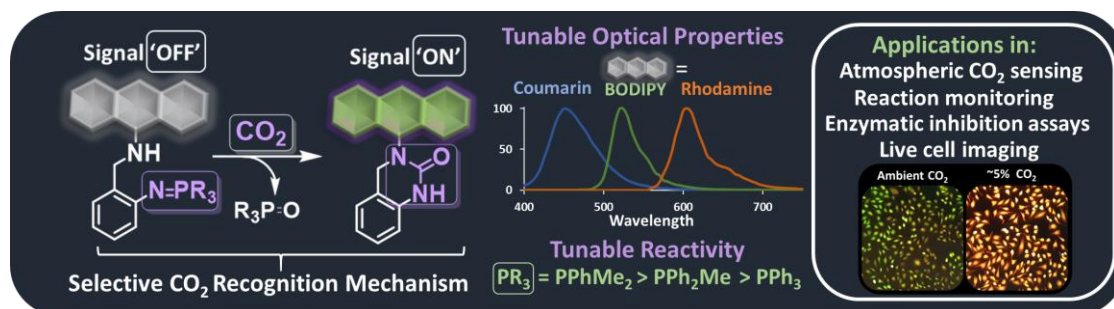 Signal 'OFF'
Signal 'ON'
NH
N=PR₃
CO₂
R₃P=O
N
O
NH
Selective CO₂ Recognition Mechanism
Tunable Optical Properties
=
Coumarin BODIPY Rhodamine
100
50
0
400 500 600 700
Wavelength
Tunable Reactivity
PR₃ = PPhMe₂ > PPh₂Me > PPh₃
Applications in:
Atmospheric CO₂ sensing
Reaction monitoring
Enzymatic inhibition assays
Live cell imaging
Ambient CO₂ ~5% CO₂